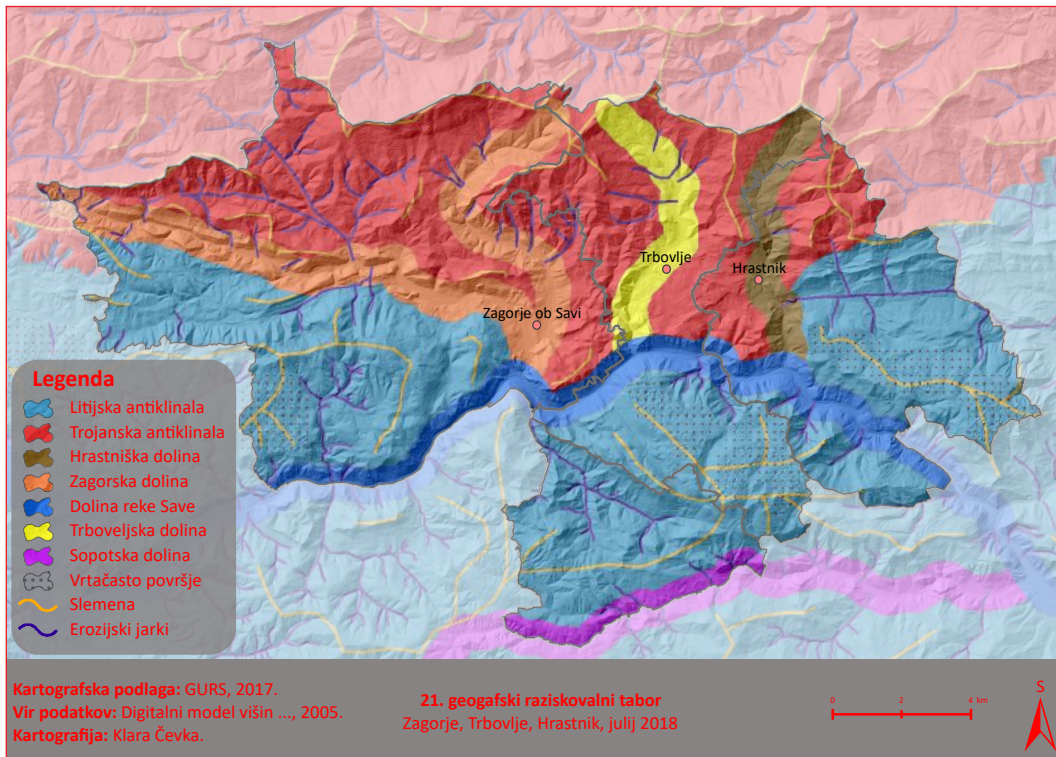 Trbovlje
Hrastnik
Zagorje ob Savi
Legenda
Litijska antiklinala
Trojanska antiklinala
Hrastniška dolina
Zagorska dolina
Dolina reke Save
Trboveljska dolina
Sopotska dolina
Vrtačasto površje
Slemena
Erozijski jarki
Kartografska podlaga: GURS, 2017.
Vir podatkov: Digitalni model višin ..., 2005.
Kartografija: Klara Čevka.
21. geogafski raziskovalni tabor
Zagorje, Trbovlje, Hrastnik, julij 2018
0 2 4 km
S